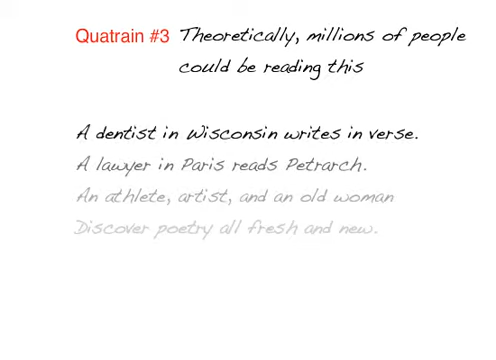 Quatrain #3 Theoretically, millions of people
could be reading this
A dentist in Wisconsin writes in verse.
A lawyer in Paris reads Petrarch.
An athlete, artist, and an old woman
Discover poetry all fresh and new.